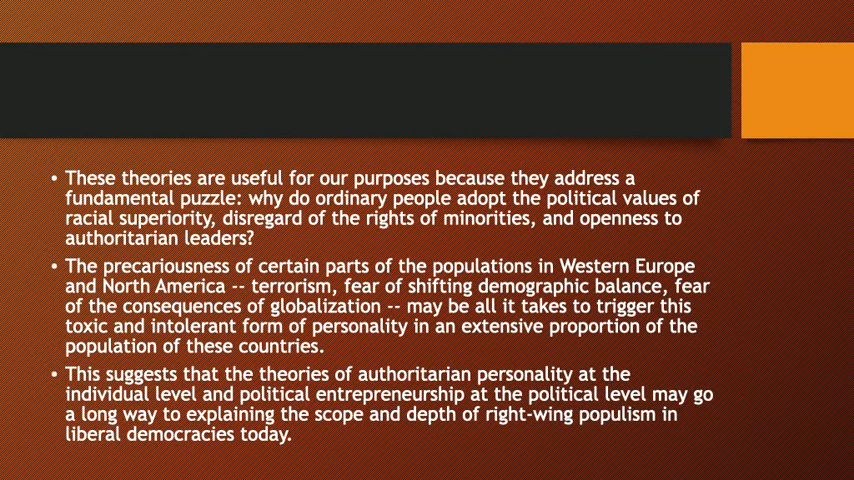 • These theories are useful for our purposes because they address a
fundamental puzzle: why do ordinary people adopt the political values of
racial superiority, disregard of the rights of minorities, and openness to
authoritarian leaders?
• The precariousness of certain parts of the populations in Western Europe
and North America -- terrorism, fear of shifting demographic balance, fear
of the consequences of globalization -- may be all it takes to trigger this
toxic and intolerant form of personality in an extensive proportion of the
population of these countries.
• This suggests that the theories of authoritarian personality at the
individual level and political entrepreneurship at the political level may go
a long way to explaining the scope and depth of right-wing populism in
liberal democracies today.